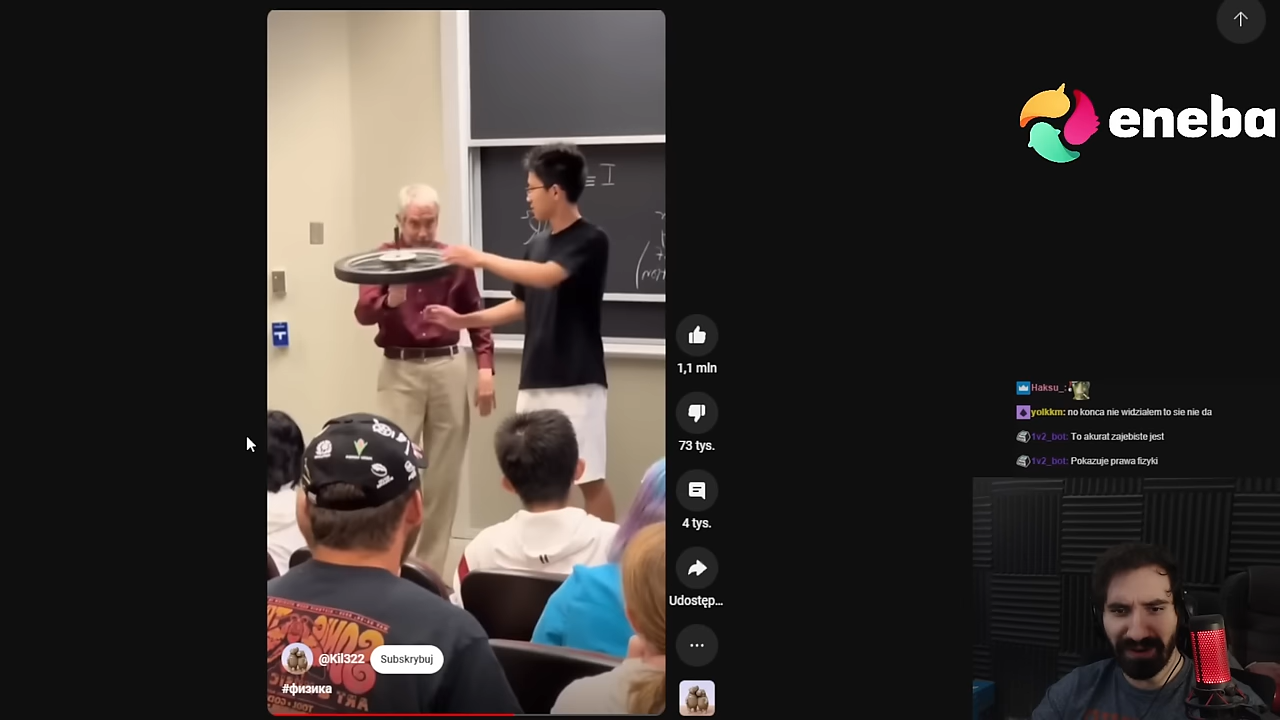 eneba
≡ I
1,1 mln
73 tys.
4 tys.
Udostęp...
Haksu_:
yolkkm: no konca nie widziałem to sie nie da
1v2_bot: To akurat zajebiste jest
1v2_bot: Pokazuje prawa fizyki
@Kil322
Subskrybuj
#физика